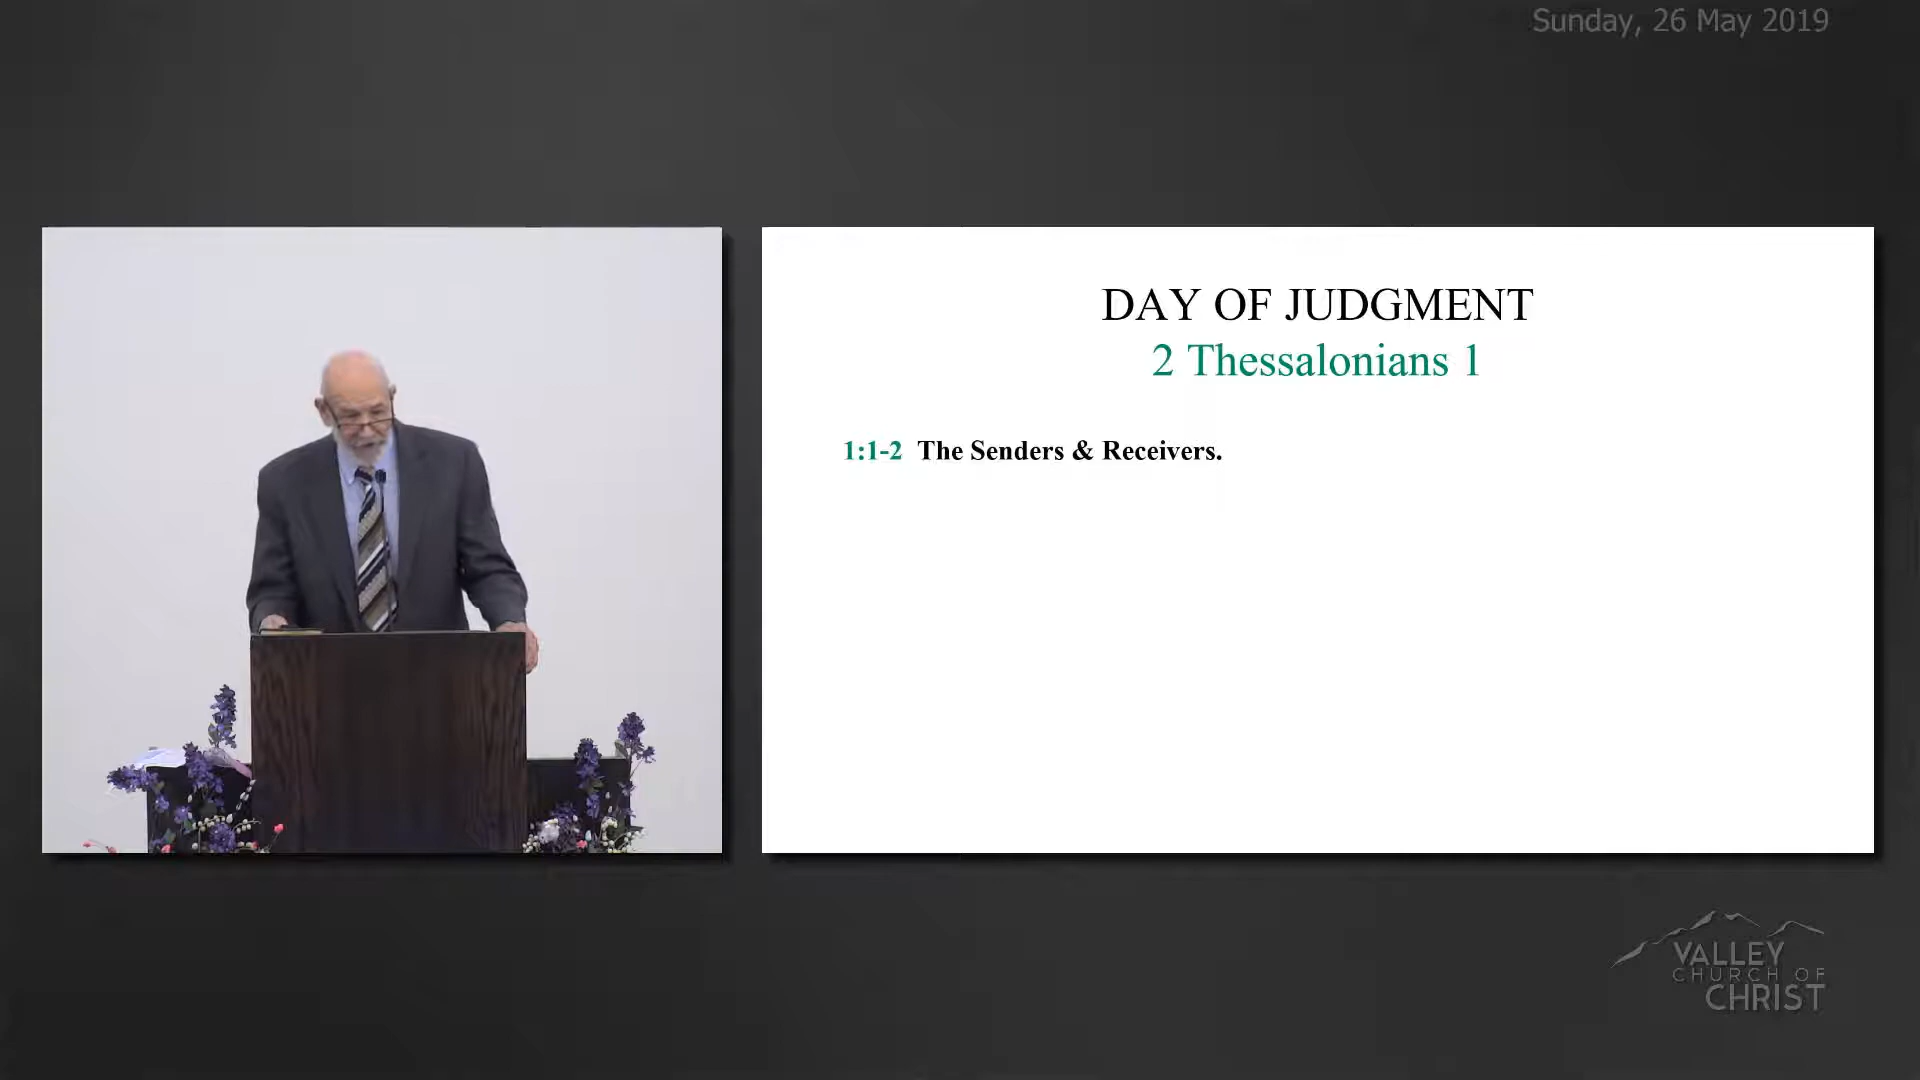 Sunday, 26 May 2019
DAY OF JUDGMENT
2 Thessalonians 1
1:1-2 The Senders & Receivers.
VALLEY
CHURCH OF
CHRIST